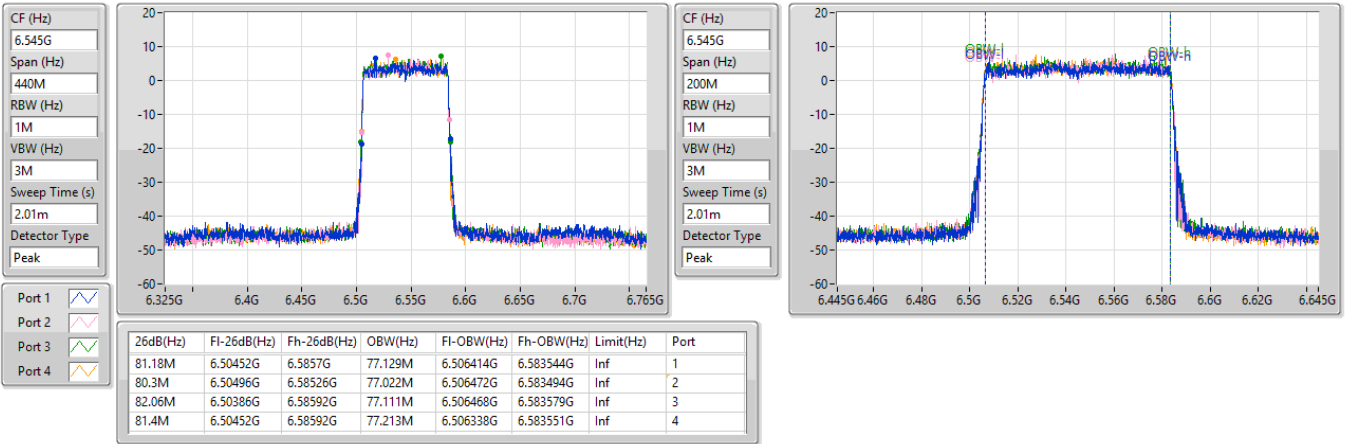 CF (Hz)
6.545G
Span (Hz)
440M
RBW (Hz)
1M
VBW (Hz)
3M
Sweep Time (s)
2.01m
Detector Type
Peak
20
10
0
-10
-20
-30
-40
-50
-60
6.325G 6.4G 6.45G 6.5G 6.55G 6.6G 6.65G 6.7G 6.765G
CF (Hz)
6.545G
Span (Hz)
200M
RBW (Hz)
1M
VBW (Hz)
3M
Sweep Time (s)
2.01m
Detector Type
Peak
20
10
0
-10
-20
-30
-40
-50
-60
OBW-l OBW-h
6.445G 6.46G 6.48G 6.5G 6.52G 6.54G 6.56G 6.58G 6.6G 6.62G 6.645G
Port 1
Port 2
Port 3
Port 4
26dB(Hz) Fl-26dB(Hz) Fh-26dB(Hz) OBW(Hz) Fl-OBW(Hz) Fh-OBW(Hz) Limit(Hz) Port
81.18M 6.50452G 6.5857G 77.129M 6.506414G 6.583544G Inf 1
80.3M 6.50496G 6.58526G 77.022M 6.506472G 6.583494G Inf 2
82.06M 6.50386G 6.58592G 77.111M 6.506468G 6.583579G Inf 3
81.4M 6.50452G 6.58592G 77.213M 6.506338G 6.583551G Inf 4